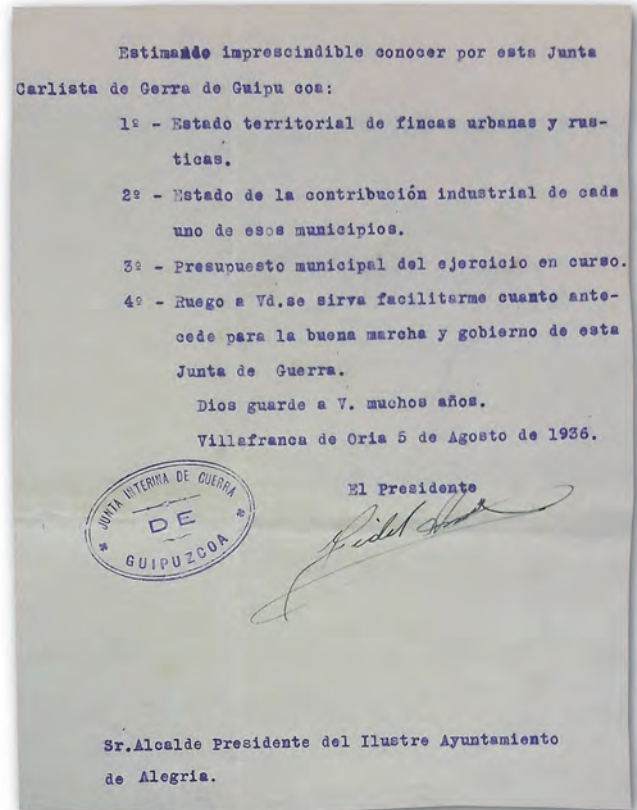 Estimando imprescindible conocer por esta Junta
Carlista de Gerra de Guipu coa:
1º - Estado territorial de fincas urbanas y rus-
ticas.
2º - Estado de la contribución industrial de cada
uno de esos municipios.
3º - Presupuesto municipal del ejercicio en curso.
4º - Ruego a Vd.se sirva facilitarme cuanto ante-
cede para la buena marcha y gobierno de esta
Junta de Guerra.
Dios guarde a V. muchos años.
Villafranca de Oria 5 de Agosto de 1936.
El Presidente
Fidel
* JUNTA INTERINA DE GUERRA *
DE
GUIPUZCOA
Sr.Alcalde Presidente del Ilustre Ayuntamiento
de Alegria.